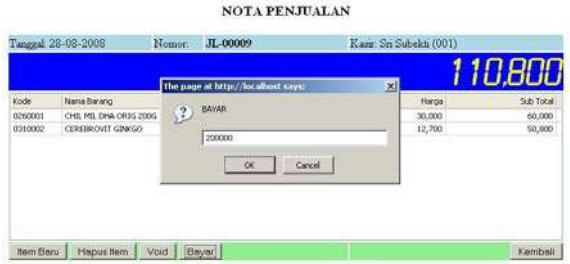 NOTA PENJUALAN
Tanggal: 28-08-2008 Nomor: JL-00009 Kasir: Sri Subekti (001)
110,800
The page at http://localhost says:
Kode Nama Barang Harga Sub Total
0260001 CHIL MIL DHA ORIG 200G 30,000 60,000
0310002 CEREBROVIT GINKGO 12,700 50,800
BAYAR
200000
OK Cancel
Item Baru Hapus Item Void Bayar Kembali